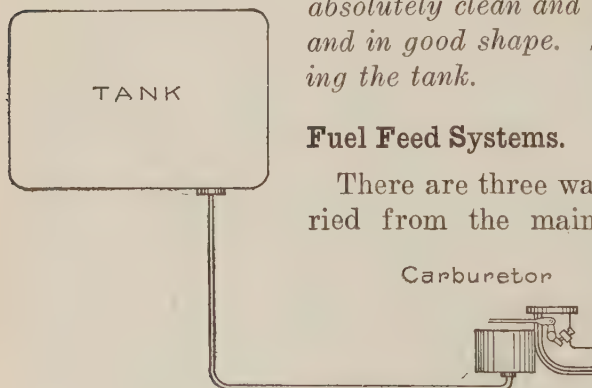 absolutely clean and
and in good shape.
ing the tank.
TANK
Fuel Feed Systems.
There are three wa
ried from the main
Carburetor